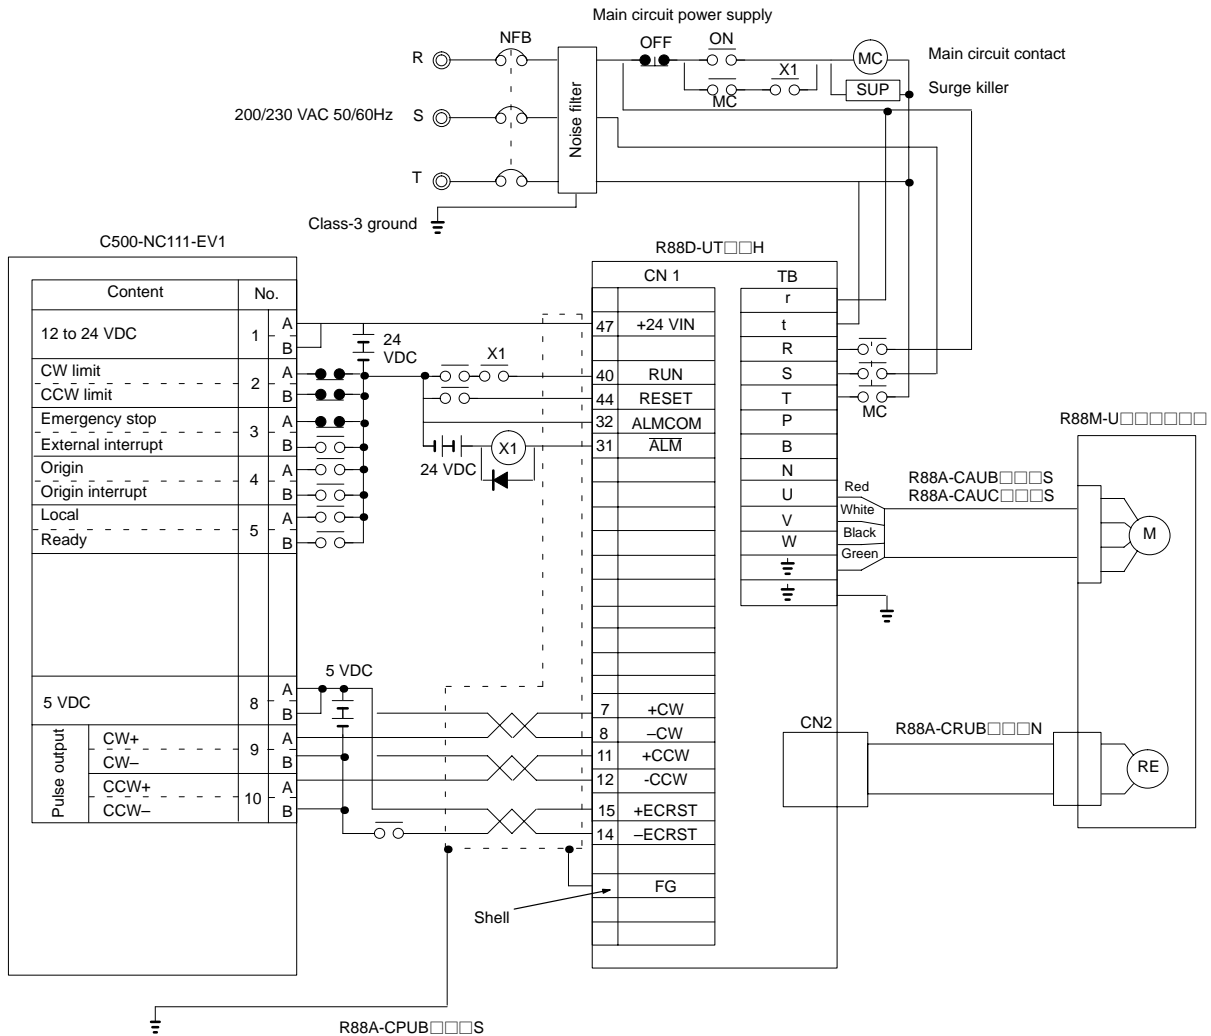 Main circuit power supply
NFB
OFF
ON
R
MC
Main circuit contact
X1
SUP
Surge killer
MC
200/230 VAC 50/60Hz
S
Noise filter
T
Class-3 ground
C500-NC111-EV1
R88D-UT□□H
Content
No.
CN 1
TB
r
12 to 24 VDC
1
A
B
24
VDC
47
+24 VIN
t
R
CW limit
CCW limit
2
A
B
X1
40
RUN
S
44
RESET
T
MC
Emergency stop
External interrupt
3
A
B
32
ALMCOM
P
24 VDC
X1
31
ALM
B
R88M-U□□□□□□
Origin
Origin interrupt
4
A
B
N
U
Red
R88A-CAUB□□□S
R88A-CAUC□□□S
Local
Ready
5
A
B
V
White
W
Black
Green
M
5 VDC
5 VDC
8
A
B
7
+CW
CN2
R88A-CRUB□□□N
Pulse output
CW+
CW–
9
A
B
8
–CW
11
+CCW
RE
CCW+
CCW–
10
A
B
12
-CCW
15
+ECRST
14
–ECRST
FG
Shell
R88A-CPUB□□□S